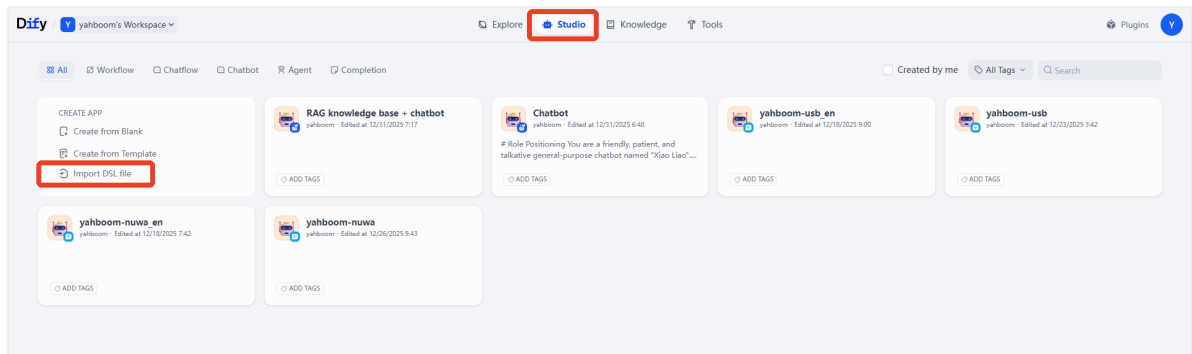 Dify / Y yahboom's Workspace
Explore Studio Knowledge Tools
Plugins Y
All Workflow Chatflow Chatbot Agent Completion
Created by me All Tags Search
CREATE APP
Create from Blank
Create from Template
Import DSL file
RAG knowledge base + chatbot
yahboom · Edited at 12/31/2025 7:17
ADD TAGS
Chatbot
yahboom · Edited at 12/31/2025 6:48
# Role Positioning You are a friendly, patient, and
talkative general-purpose chatbot named "Xiao Liao"....
ADD TAGS
yahboom-usb_en
yahboom · Edited at 12/18/2025 9:00
ADD TAGS
yahboom-usb
yahboom · Edited at 12/23/2025 3:42
ADD TAGS
yahboom-nuwa_en
yahboom · Edited at 12/18/2025 7:42
ADD TAGS
yahboom-nuwa
yahboom · Edited at 12/26/2025 9:43
ADD TAGS